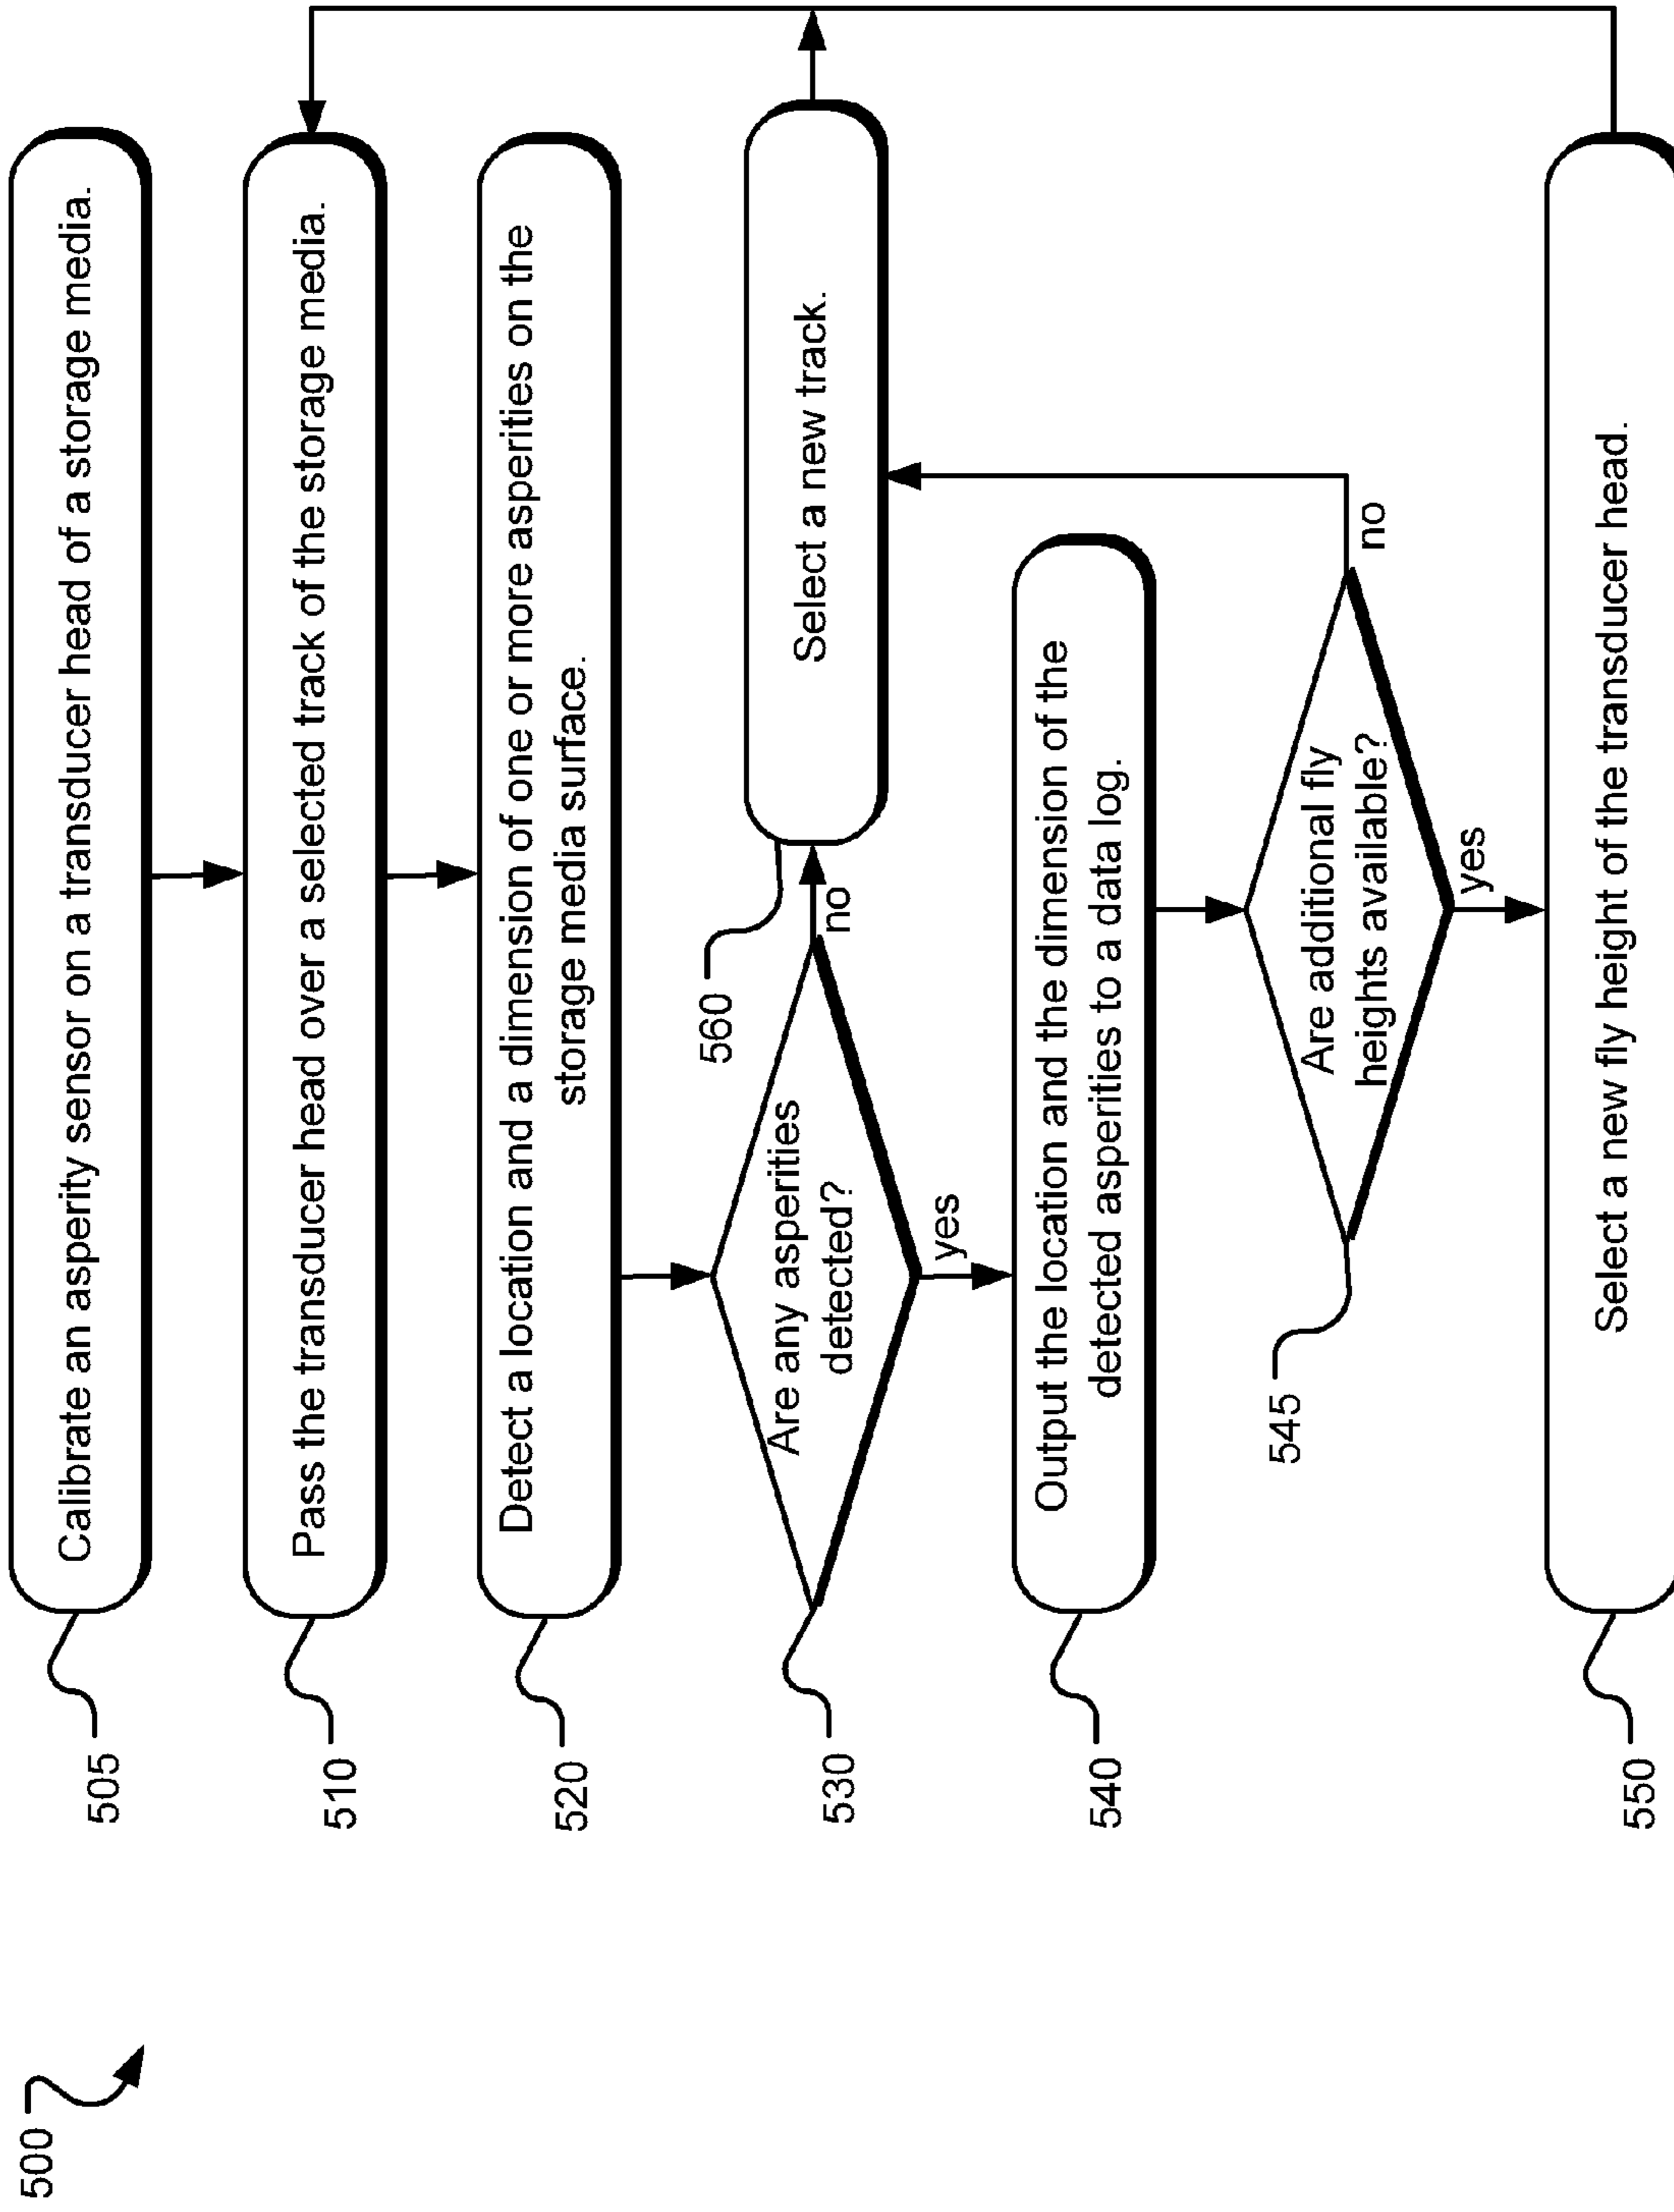 500
505
Calibrate an asperity sensor on a transducer head of a storage media.
510
Pass the transducer head over a selected track of the storage media.
520
Detect a location and a dimension of one or more asperities on the
storage media surface.
530
Are any asperities
detected?
no
yes
560
Select a new track.
540
Output the location and the dimension of the
detected asperities to a data log.
545
Are additional fly
heights available?
no
yes
550
Select a new fly height of the transducer head.